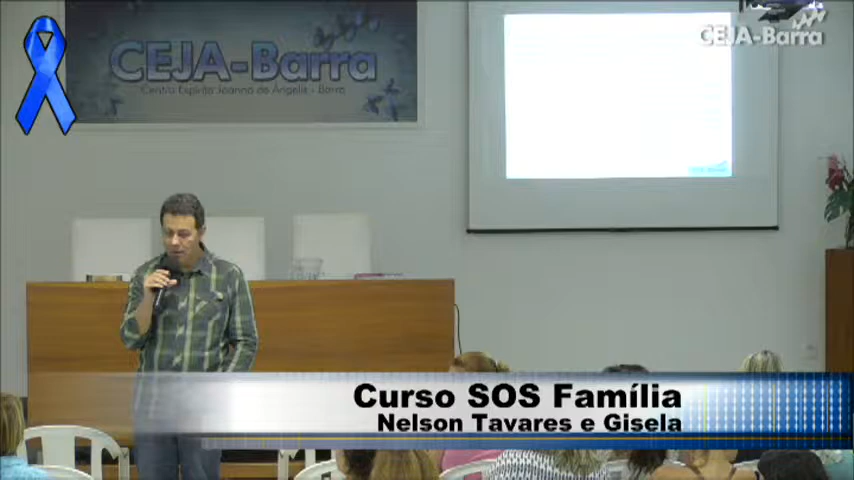 CEJA-Barra
Centro Espírita Joanna de Ângelis - Barra
CEJA-Barra
Curso SOS Família
Nelson Tavares e Gisela